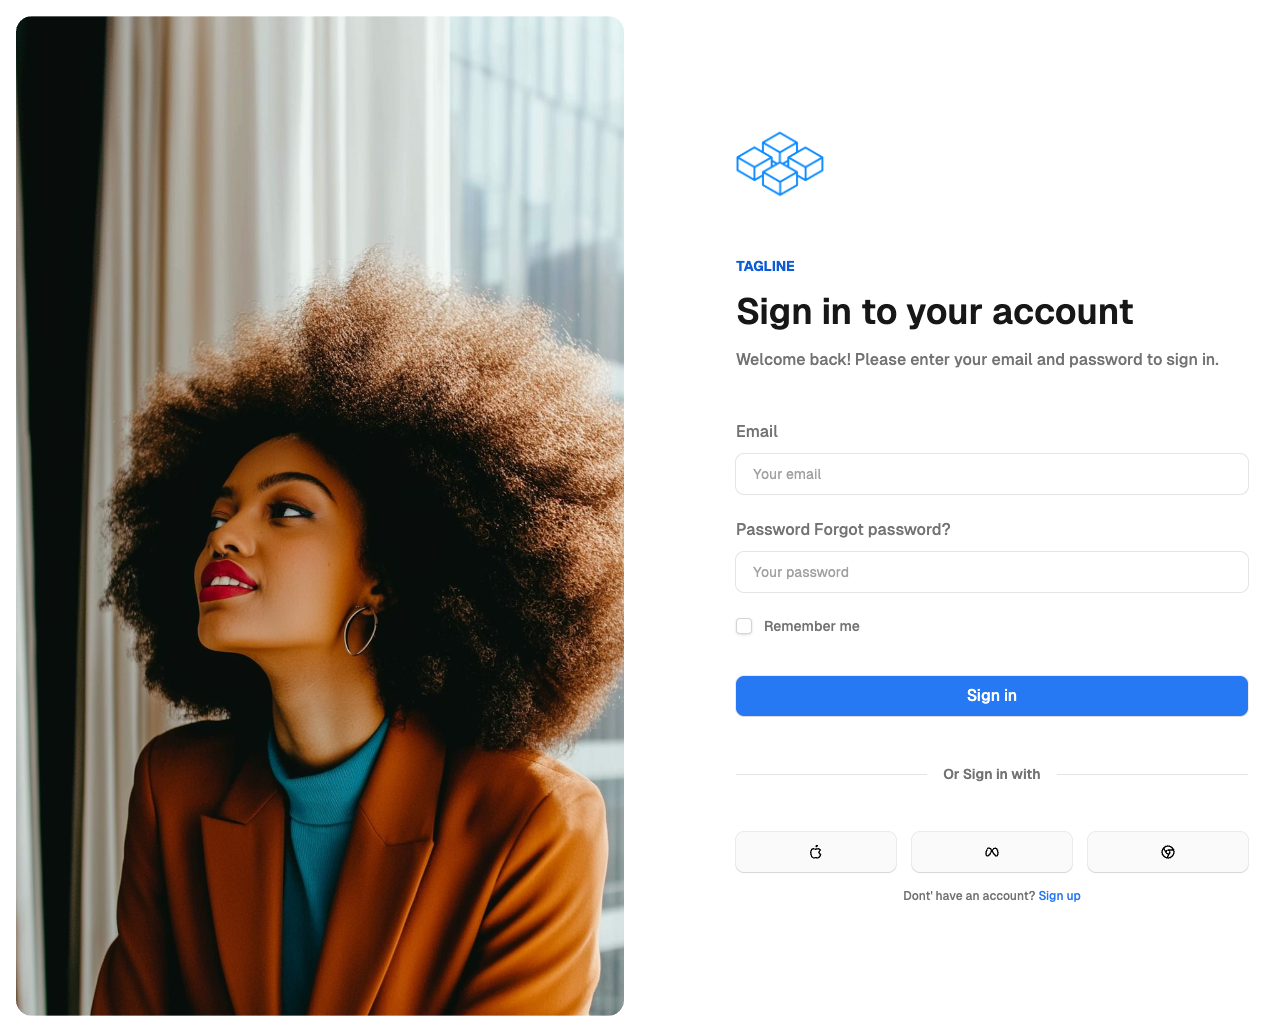 TAGLINE
Sign in to your account
Welcome back! Please enter your email and password to sign in.
Email
Your email
Password Forgot password?
Your password
Remember me
Sign in
Or Sign in with
Dont' have an account? Sign up